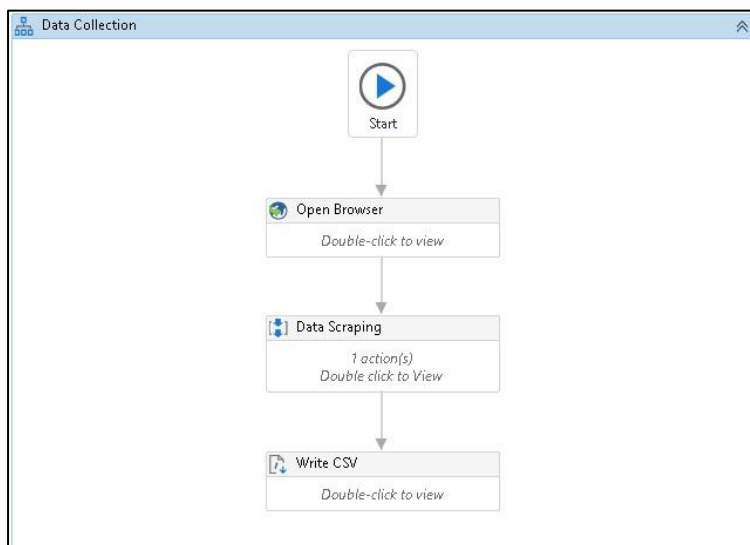 Data Collection
Start
Open Browser
Double-click to view
Data Scraping
1 action(s)
Double click to View
Write CSV
Double-click to view